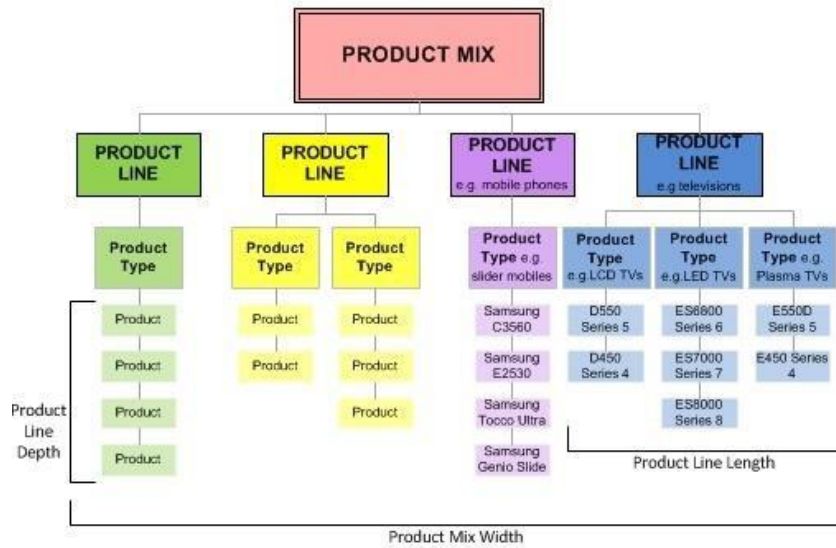 PRODUCT MIX
PRODUCT
LINE
PRODUCT
LINE
PRODUCT
LINE
e.g. mobile phones
PRODUCT
LINE
e.g televisions
Product
Type
Product
Type
Product
Type
Product
Type e.g.
slider mobiles
Product
Type
e.g.LCD TVs
Product
Type
e.g.LED TVs
Product
Type e.g.
Plasma TVs
Product
Product
Product
Product
Product
Product
Product
Product
Product
Samsung
C3560
Samsung
E2530
Samsung
Tocco Ultra
Samsung
Genio Slide
D550
Series 5
D450
Series 4
ES6800
Series 6
ES7000
Series 7
ES8000
Series 8
E550D
Series 5
E450 Series
4
Product
Line
Depth
Product Line Length
Product Mix Width